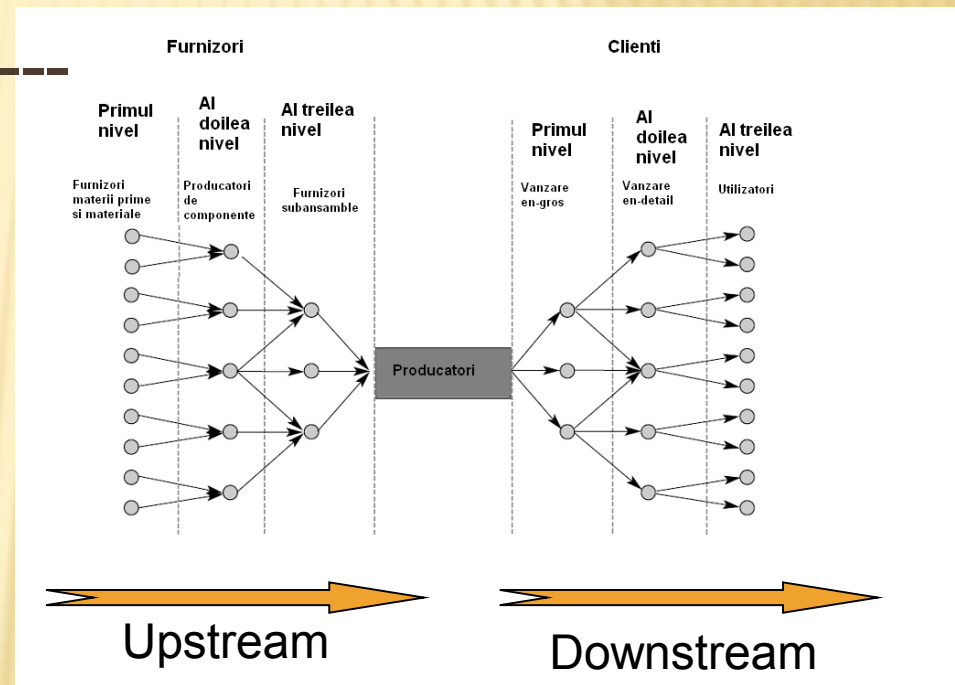 Furnizori
Clienti
Primul
nivel
Al
doilea
nivel
Al treilea
nivel
Primul
nivel
Al
doilea
nivel
Al treilea
nivel
Furnizori
materii prime
si materiale
Producatori
de
componente
Furnizori
subansamble
Vanzare
en-gros
Vanzare
en-detail
Utilizatori
Producatori
Upstream
Downstream